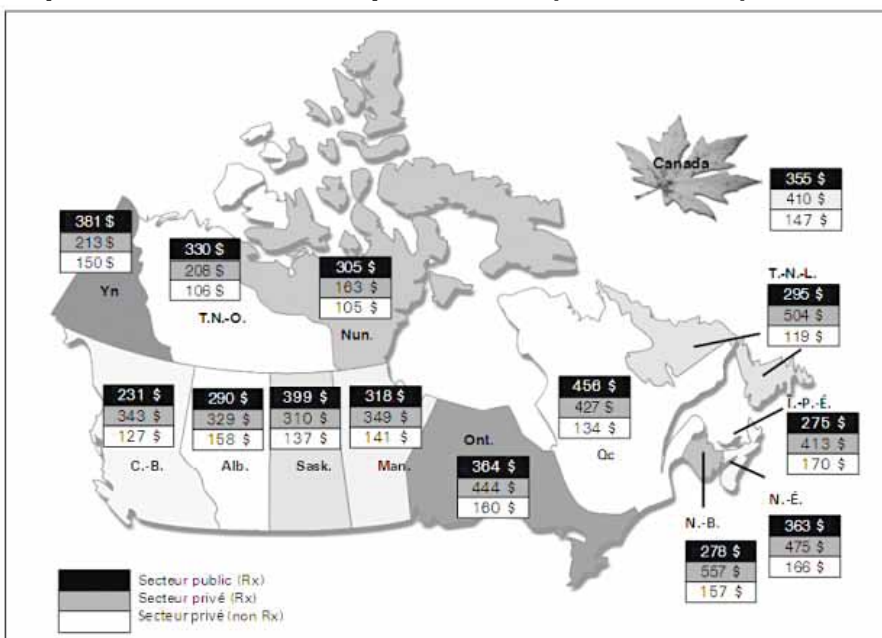 Canada
355 $
410 $
147 $
381 $
213 $
150 $
Yn
330 $
208 $
106 $
T.N.-O.
305 $
163 $
105 $
Nun.
T.-N.-L.
295 $
504 $
119 $
231 $
343 $
127 $
C.-B.
290 $
329 $
158 $
Alb.
399 $
310 $
137 $
Sask.
318 $
349 $
141 $
Man.
Ont.
364 $
444 $
160 $
456 $
427 $
134 $
Qc
Î.-P.-É.
275 $
413 $
170 $
N.-É.
363 $
475 $
166 $
N.-B.
278 $
557 $
157 $
Secteur public (Rx)
Secteur privé (Rx)
Secteur privé (non Rx)